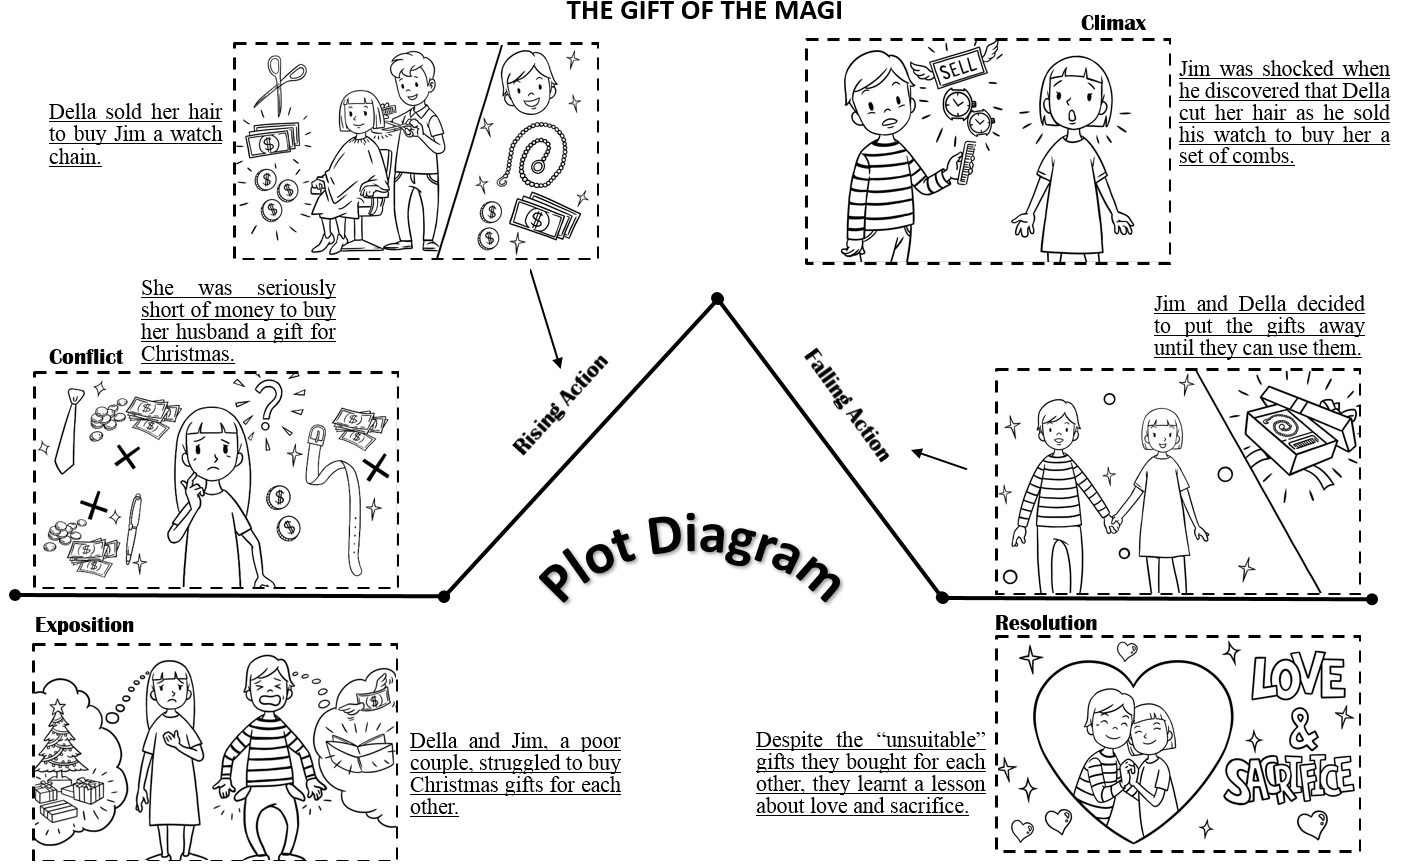 THE GIFT OF THE MAGI
Climax
SELL
Della sold her hair
to buy Jim a watch
chain.
Jim was shocked when
he discovered that Della
cut her hair as he sold
his watch to buy her a
set of combs.
She was seriously
short of money to buy
her husband a gift for
Christmas.
Conflict
Rising Action
Falling Action
Jim and Della decided
to put the gifts away
until they can use them.
Plot Diagram
Exposition
Della and Jim, a poor
couple, struggled to buy
Christmas gifts for each
other.
Resolution
Despite the “unsuitable”
gifts they bought for each
other, they learnt a lesson
about love and sacrifice.
LOVE
&
SACRIFICE